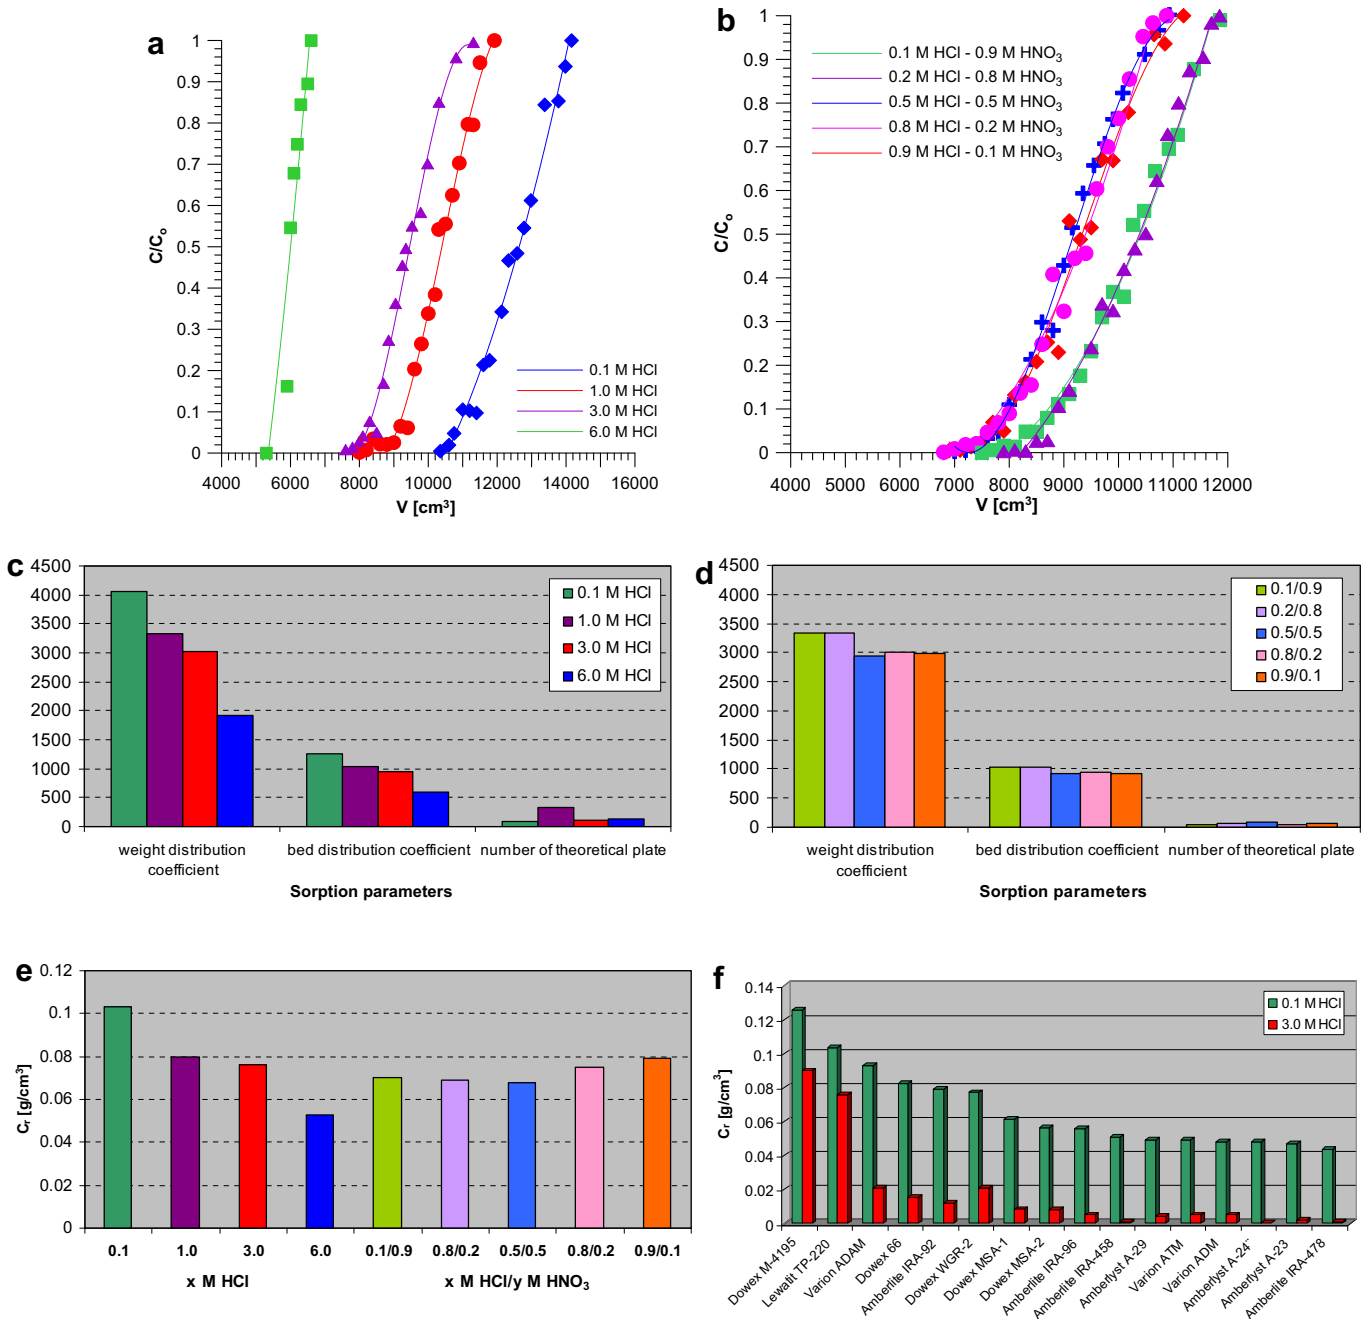 a
C/Co
1
0.9
0.8
0.7
0.6
0.5
0.4
0.3
0.2
0.1
0
4000 6000 8000 10000 12000 14000 16000
V [cm³]
0.1 M HCl
1.0 M HCl
3.0 M HCl
6.0 M HCl
b
C/Co
1
0.9
0.8
0.7
0.6
0.5
0.4
0.3
0.2
0.1
0
4000 5000 6000 7000 8000 9000 10000 11000 12000
V [cm³]
0.1 M HCl - 0.9 M HNO₃
0.2 M HCl - 0.8 M HNO₃
0.5 M HCl - 0.5 M HNO₃
0.8 M HCl - 0.2 M HNO₃
0.9 M HCl - 0.1 M HNO₃
c
4500
4000
3500
3000
2500
2000
1500
1000
500
0
0.1 M HCl
1.0 M HCl
3.0 M HCl
6.0 M HCl
weight distribution coefficient
bed distribution coefficient
number of theoretical plate
Sorption parameters
d
4500
4000
3500
3000
2500
2000
1500
1000
500
0
0.1/0.9
0.2/0.8
0.5/0.5
0.8/0.2
0.9/0.1
weight distribution coefficient
bed distribution coefficient
number of theoretical plate
Sorption parameters
e
Cr [g/cm³]
0.12
0.1
0.08
0.06
0.04
0.02
0
0.1 1.0 3.0 6.0 0.1/0.9 0.8/0.2 0.5/0.5 0.8/0.2 0.9/0.1
x M HCl
x M HCl/y M HNO₃
f
Cr [g/cm³]
0.14
0.12
0.1
0.08
0.06
0.04
0.02
0
0.1 M HCl
3.0 M HCl
Dowex M-4195
Lewatit TP-220
Varion ADAM
Dowex 66
Amberlite IRA-92
Dowex WGR-2
Dowex MSA-1
Dowex MSA-2
Amberlite IRA-96
Amberlite IRA-458
Amberlyst A-29
Varion ATM
Varion ADM
Amberlyst A-24`
Amberlyst A-23
Amberlite IRA-478